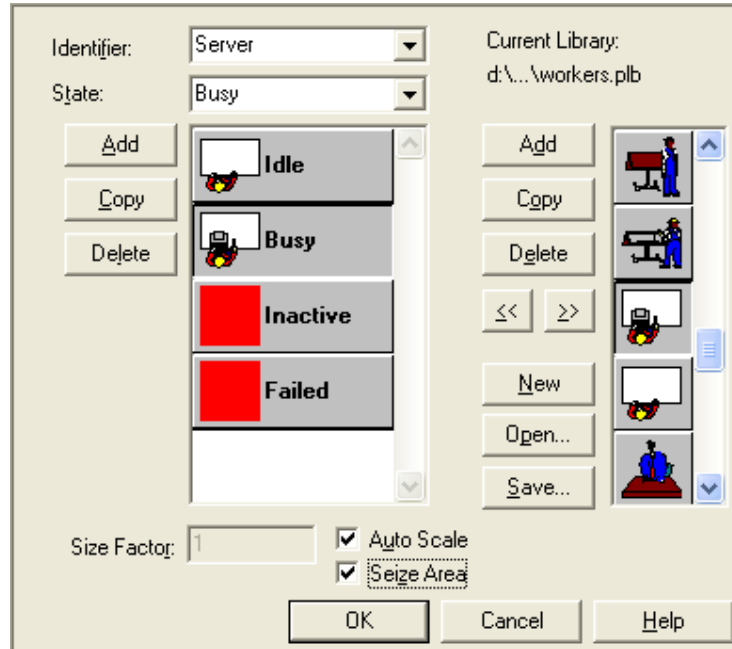 Identifier: Server Current Library:
d:\...\workers.plb
State: Busy
Add Idle Add
Copy Copy
Busy
Delete Delete
Inactive << >>
Failed New
Open...
Save...
Size Factor: 1 Auto Scale
Seize Area
OK Cancel Help